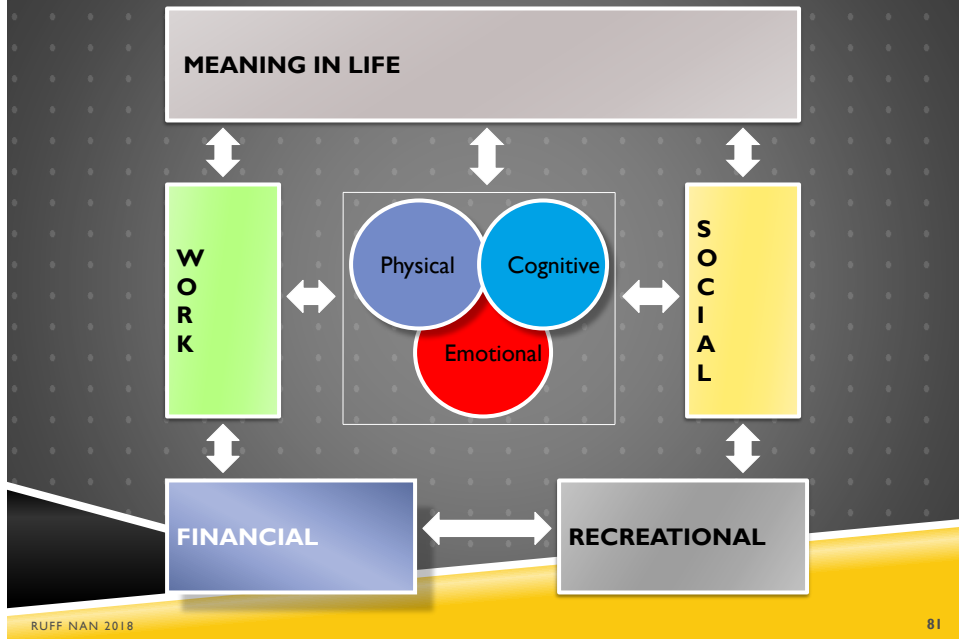 MEANING IN LIFE
W
O
R
K
Physical
Cognitive
Emotional
S
O
C
I
A
L
FINANCIAL
RECREATIONAL
RUFF NAN 2018
81